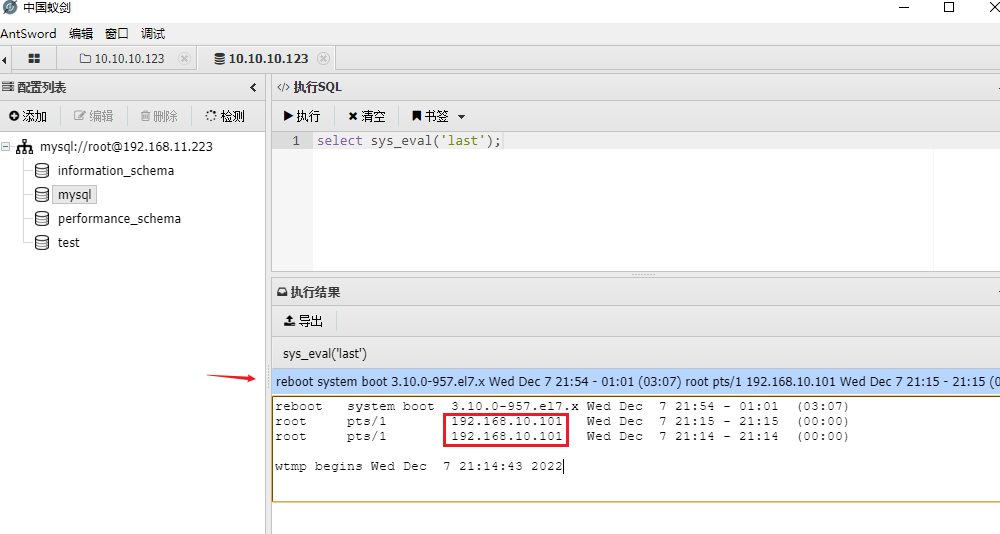 中国蚁剑
AntSword 编辑 窗口 调试
10.10.10.123 10.10.10.123
配置列表
添加 编辑 删除 检测
mysql://root@192.168.11.223
information_schema
mysql
performance_schema
test
执行SQL
执行 清空 书签
1 select sys_eval('last');
执行结果
导出
sys_eval('last')
reboot system boot 3.10.0-957.el7.x Wed Dec 7 21:54 - 01:01 (03:07) root pts/1 192.168.10.101 Wed Dec 7 21:15 - 21:15 (0
reboot system boot 3.10.0-957.el7.x Wed Dec 7 21:54 - 01:01 (03:07)
root pts/1 192.168.10.101 Wed Dec 7 21:15 - 21:15 (00:00)
root pts/1 192.168.10.101 Wed Dec 7 21:14 - 21:14 (00:00)
wtmp begins Wed Dec 7 21:14:43 2022